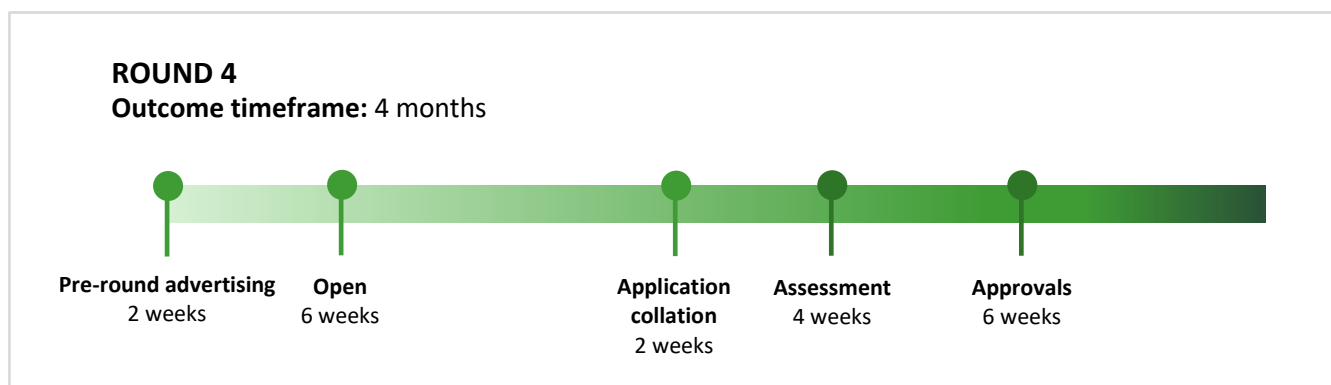 ROUND 4
Outcome timeframe: 4 months
Pre-round advertising
2 weeks
Open
6 weeks
Application
collation
2 weeks
Assessment
4 weeks
Approvals
6 weeks